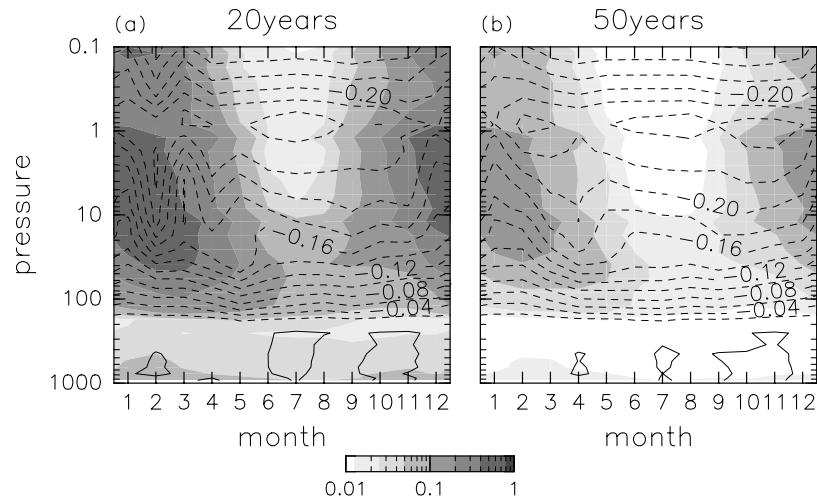 (a) 20years (b) 50years
0.1
-0.20 -0.20
1
pressure
10
-0.16 -0.20
-0.16
0.12 0.12
100 0.08 0.08
-0.04 -0.04
1000
1 2 3 4 5 6 7 8 9 10 11 12 1 2 3 4 5 6 7 8 9 10 11 12
month month
0.01 0.1 1